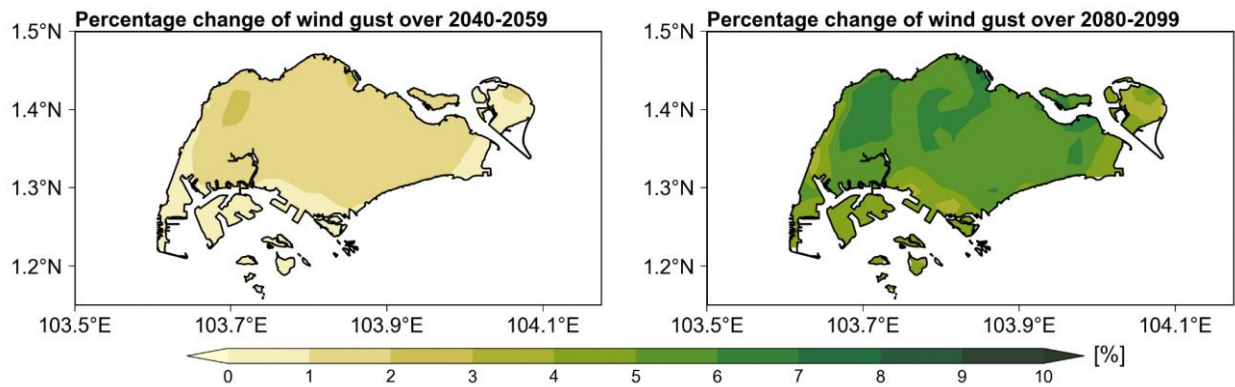 Percentage change of wind gust over 2040-2059
Percentage change of wind gust over 2080-2099
1.5°N
1.4°N
1.3°N
1.2°N
1.5°N
1.4°N
1.3°N
1.2°N
103.5°E 103.7°E 103.9°E 104.1°E
103.5°E 103.7°E 103.9°E 104.1°E
[%]
0 1 2 3 4 5 6 7 8 9 10